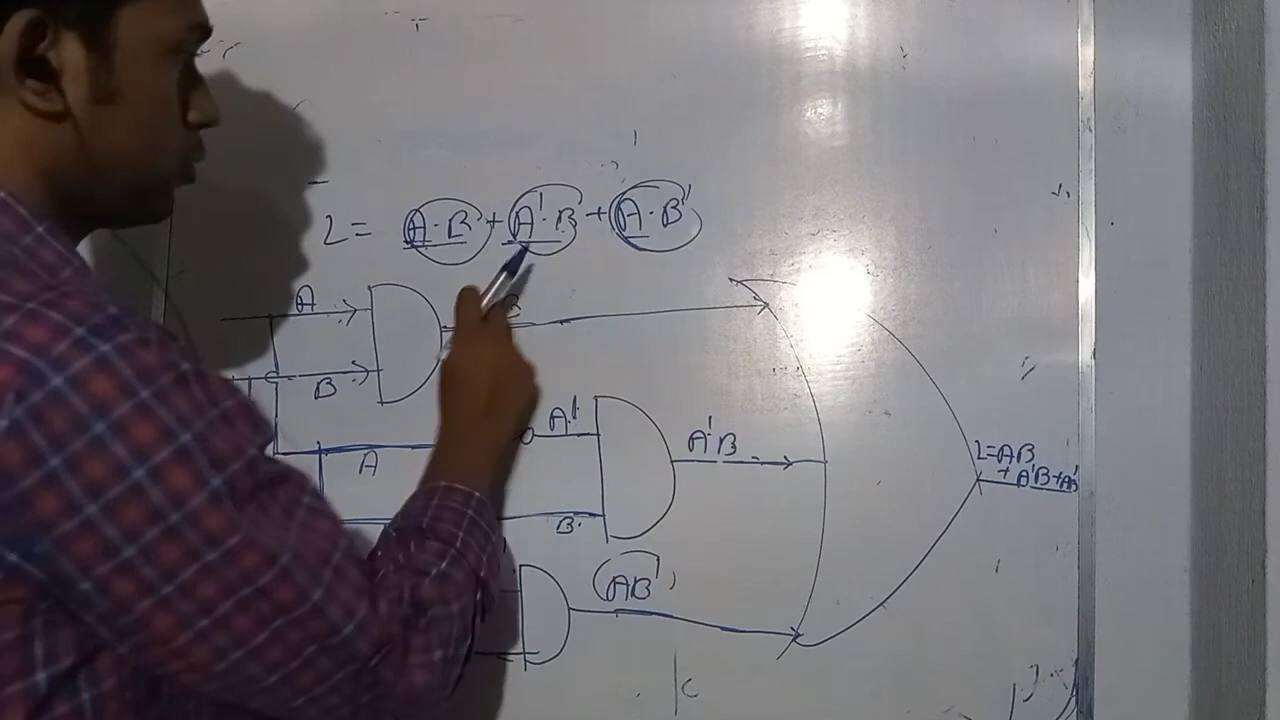 L = A·B + A'·B + A·B'
A
B
A'
A'B
A
B
L=AB
+ A'B+AB'
(AB')
C